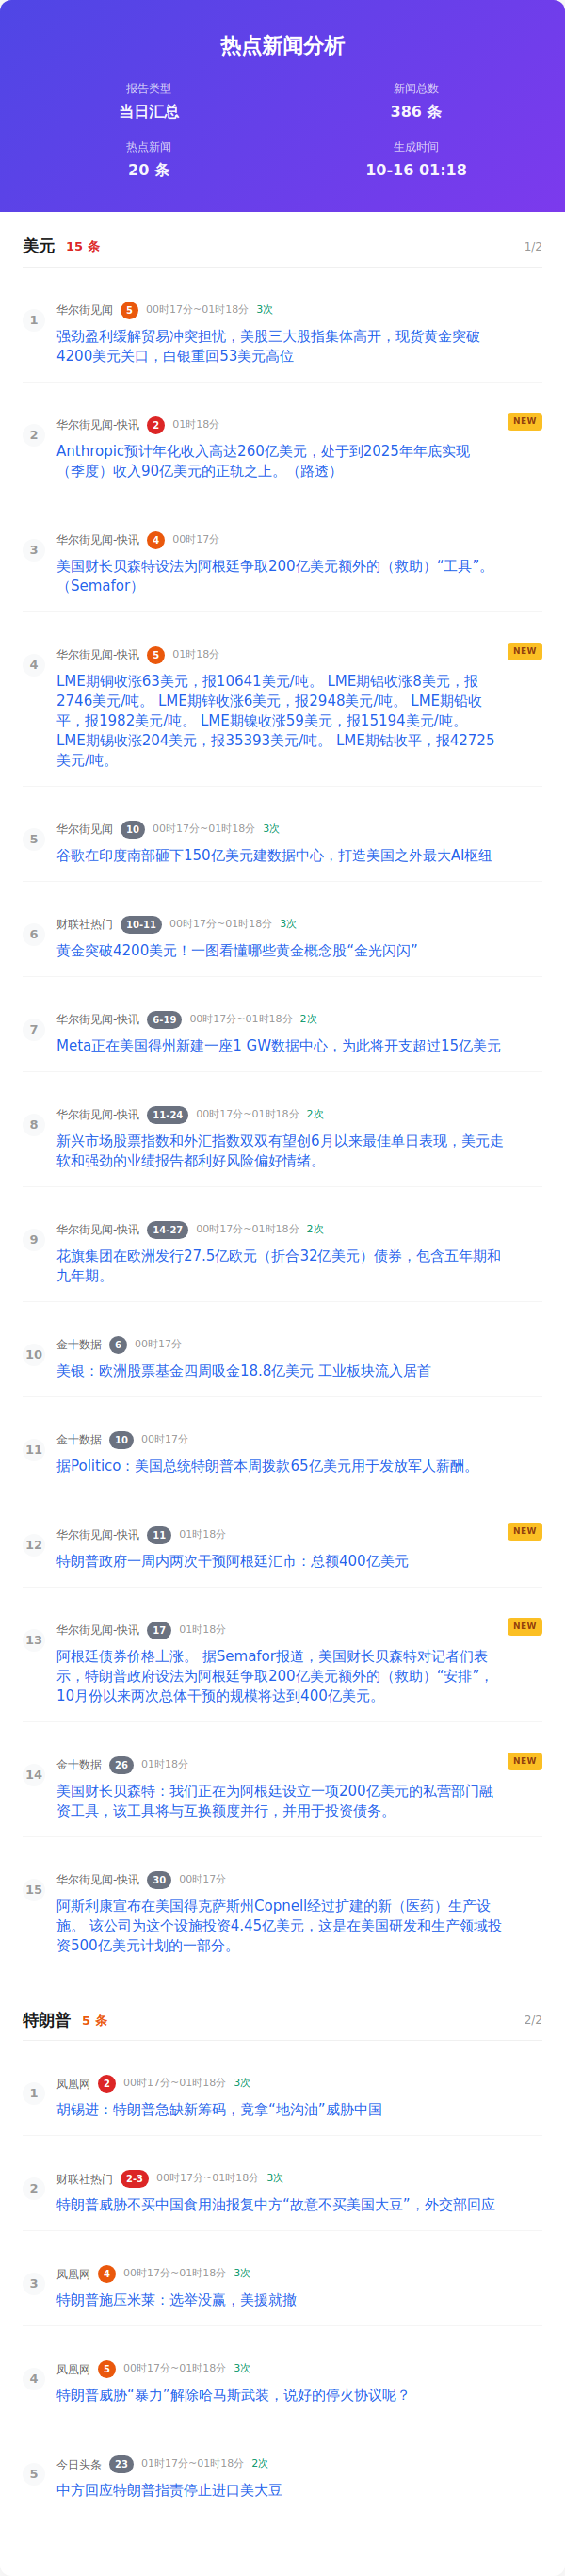 热点新闻分析
报告类型
当日汇总
新闻总数
386 条
热点新闻
20 条
生成时间
10-16 01:18
美元 15 条 1/2
1
华尔街见闻 5 00时17分~01时18分 3次
强劲盈利缓解贸易冲突担忧，美股三大股指集体高开，现货黄金突破
4200美元关口，白银重回53美元高位
2
华尔街见闻-快讯 2 01时18分 NEW
Anthropic预计年化收入高达260亿美元，处于到2025年年底实现
（季度）收入90亿美元的正轨之上。（路透）
3
华尔街见闻-快讯 4 00时17分
美国财长贝森特设法为阿根廷争取200亿美元额外的（救助）“工具”。
（Semafor）
4
华尔街见闻-快讯 5 01时18分 NEW
LME期铜收涨63美元，报10641美元/吨。 LME期铝收涨8美元，报
2746美元/吨。 LME期锌收涨6美元，报2948美元/吨。 LME期铅收
平，报1982美元/吨。 LME期镍收涨59美元，报15194美元/吨。
LME期锡收涨204美元，报35393美元/吨。 LME期钴收平，报42725
美元/吨。
5
华尔街见闻 10 00时17分~01时18分 3次
谷歌在印度南部砸下150亿美元建数据中心，打造美国之外最大AI枢纽
6
财联社热门 10-11 00时17分~01时18分 3次
黄金突破4200美元！一图看懂哪些黄金概念股“金光闪闪”
7
华尔街见闻-快讯 6-19 00时17分~01时18分 2次
Meta正在美国得州新建一座1 GW数据中心，为此将开支超过15亿美元
8
华尔街见闻-快讯 11-24 00时17分~01时18分 2次
新兴市场股票指数和外汇指数双双有望创6月以来最佳单日表现，美元走
软和强劲的业绩报告都利好风险偏好情绪。
9
华尔街见闻-快讯 14-27 00时17分~01时18分 2次
花旗集团在欧洲发行27.5亿欧元（折合32亿美元）债券，包含五年期和
九年期。
10
金十数据 6 00时17分
美银：欧洲股票基金四周吸金18.8亿美元 工业板块流入居首
11
金十数据 10 00时17分
据Politico：美国总统特朗普本周拨款65亿美元用于发放军人薪酬。
12
华尔街见闻-快讯 11 01时18分 NEW
特朗普政府一周内两次干预阿根廷汇市：总额400亿美元
13
华尔街见闻-快讯 17 01时18分 NEW
阿根廷债券价格上涨。 据Semafor报道，美国财长贝森特对记者们表
示，特朗普政府设法为阿根廷争取200亿美元额外的（救助）“安排”，
10月份以来两次总体干预的规模将达到400亿美元。
14
金十数据 26 01时18分 NEW
美国财长贝森特：我们正在为阿根廷设立一项200亿美元的私营部门融
资工具，该工具将与互换额度并行，并用于投资债务。
15
华尔街见闻-快讯 30 00时17分
阿斯利康宣布在美国得克萨斯州Copnell经过扩建的新（医药）生产设
施。 该公司为这个设施投资4.45亿美元，这是在美国研发和生产领域投
资500亿美元计划的一部分。
特朗普 5 条 2/2
1
凤凰网 2 00时17分~01时18分 3次
胡锡进：特朗普急缺新筹码，竟拿“地沟油”威胁中国
2
财联社热门 2-3 00时17分~01时18分 3次
特朗普威胁不买中国食用油报复中方“故意不买美国大豆”，外交部回应
3
凤凰网 4 00时17分~01时18分 3次
特朗普施压米莱：选举没赢，美援就撤
4
凤凰网 5 00时17分~01时18分 3次
特朗普威胁“暴力”解除哈马斯武装，说好的停火协议呢？
5
今日头条 23 01时17分~01时18分 2次
中方回应特朗普指责停止进口美大豆